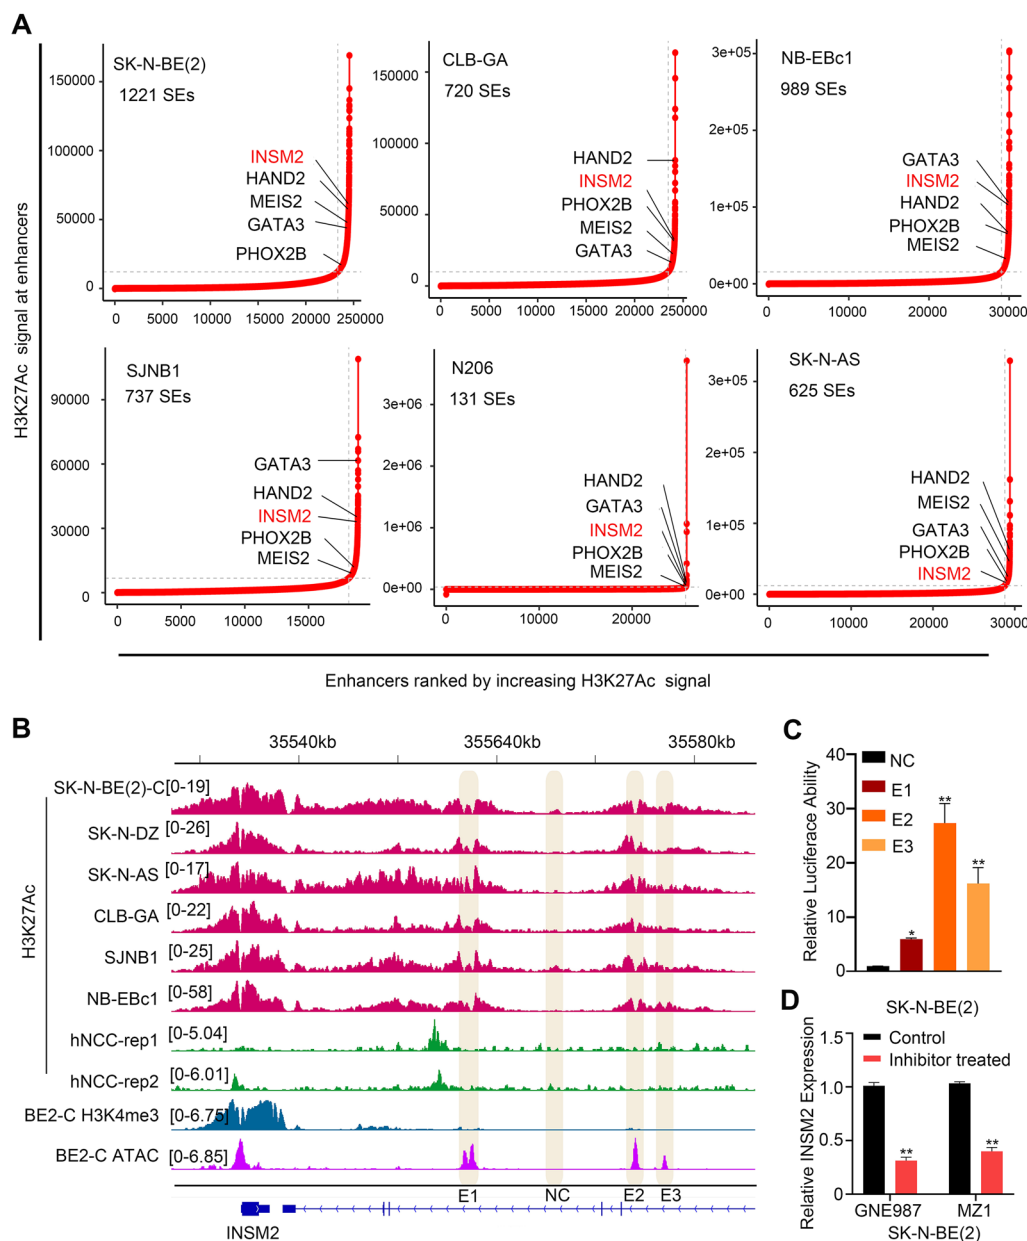 A
H3K27Ac signal at enhancers
SK-N-BE(2)
1221 SEs
150000
100000
50000
0
INSM2
HAND2
MEIS2
GATA3
PHOX2B
0 5000 10000 15000 20000 250000
CLB-GA
720 SEs
150000
100000
50000
0
HAND2
INSM2
PHOX2B
MEIS2
GATA3
0 5000 10000 15000 20000 250000
NB-EBc1
989 SEs
3e+05
2e+05
1e+05
0e+00
GATA3
INSM2
HAND2
PHOX2B
MEIS2
0 10000 20000 30000
SJNB1
737 SEs
90000
60000
30000
0
GATA3
HAND2
INSM2
PHOX2B
MEIS2
0 5000 10000 15000
N206
131 SEs
3e+06
2e+06
1e+06
0e+00
HAND2
GATA3
INSM2
PHOX2B
MEIS2
0 10000 20000
SK-N-AS
625 SEs
3e+05
2e+05
1e+05
0e+00
HAND2
MEIS2
GATA3
PHOX2B
INSM2
0 10000 20000 30000
Enhancers ranked by increasing H3K27Ac signal
B
35540kb 355640kb 35580kb
H3K27Ac
SK-N-BE(2)-C [0-19]
SK-N-DZ [0-26]
SK-N-AS [0-17]
CLB-GA [0-22]
SJNB1 [0-25]
NB-EBc1 [0-58]
hNCC-rep1 [0-5.04]
hNCC-rep2 [0-6.01]
BE2-C H3K4me3 [0-6.75]
BE2-C ATAC [0-6.85]
E1 NC E2 E3
INSM2
C
Relative Luciferace Ability
40
30
20
10
0
NC
E1
E2
E3
* ** **
SK-N-BE(2)
D
Relative INSM2 Expression
1.5
1.0
0.5
0
Control
Inhibitor treated
** **
GNE987 MZ1
SK-N-BE(2)